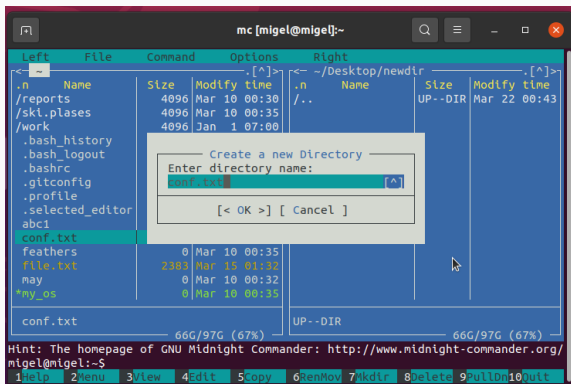 mc [migel@migel]:~
Left File Command Options Right
<- ~ .[^]> <- ~/Desktop/newdir .[^]>
.n Name Size Modify time .n Name Size Modify time
/reports 4096 Mar 10 00:30 /.. UP--DIR Mar 22 00:43
/ski.plases 4096 Mar 10 00:35
/work 4096 Jan 1 07:00
.bash_history
.bash_logout
.bashrc
.gitconfig
.profile
.selected_editor
abc1
conf.txt
Create a new Directory
Enter directory name:
conf.txt [^]
[< OK >] [ Cancel ]
feathers 0 Mar 10 00:35
file.txt 2383 Mar 15 01:32
may 0 Mar 10 00:32
*my_os 0 Mar 10 00:35
conf.txt UP--DIR
66G/97G (67%) 66G/97G (67%)
Hint: The homepage of GNU Midnight Commander: http://www.midnight-commander.org/
migel@migel:~$
1Help 2Menu 3View 4Edit 5Copy 6RenMov 7Mkdir 8Delete 9PullDn 10Quit